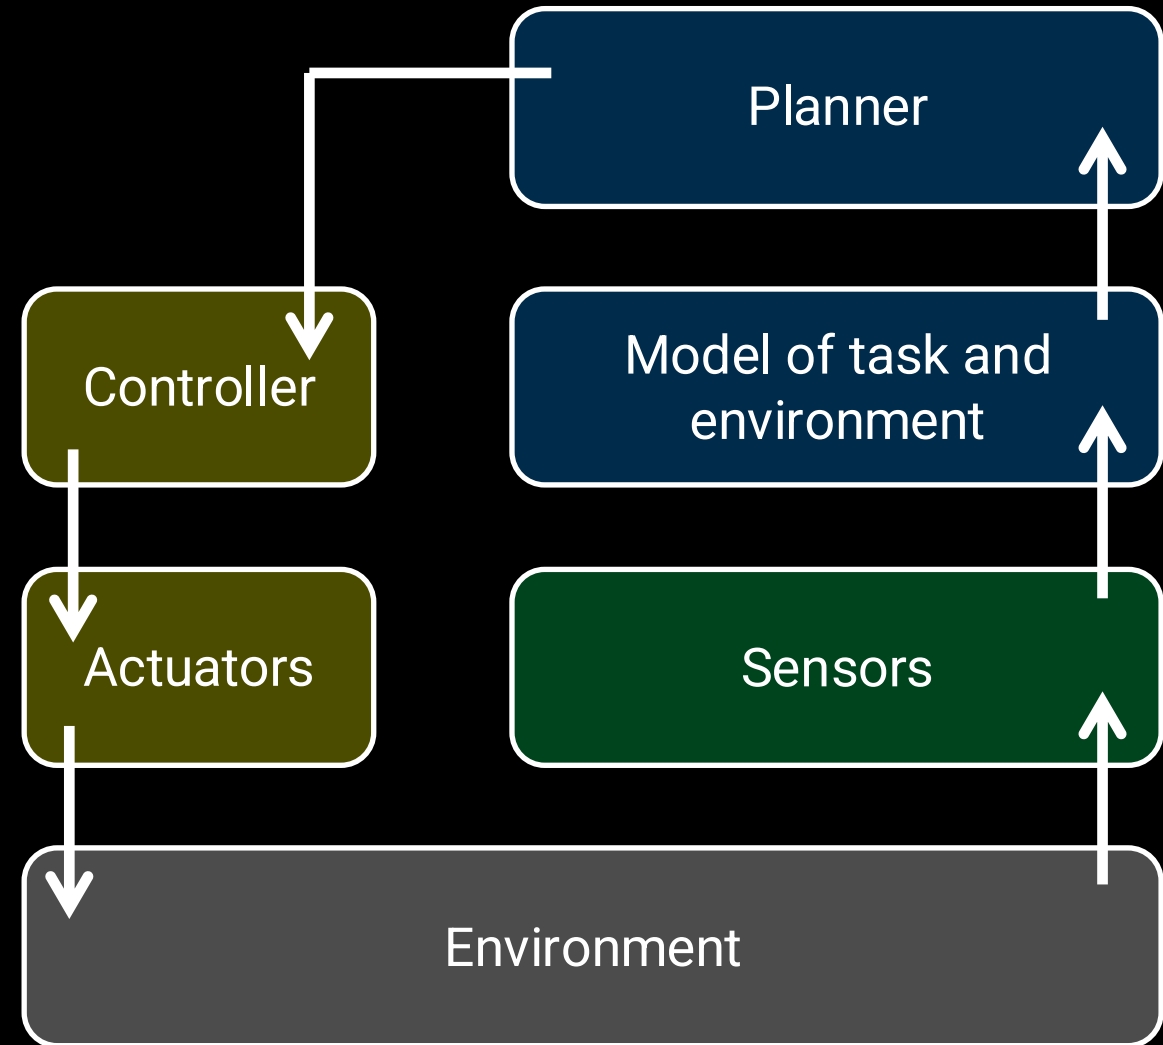 Planner
Controller
Model of task and
environment
Actuators
Sensors
Environment